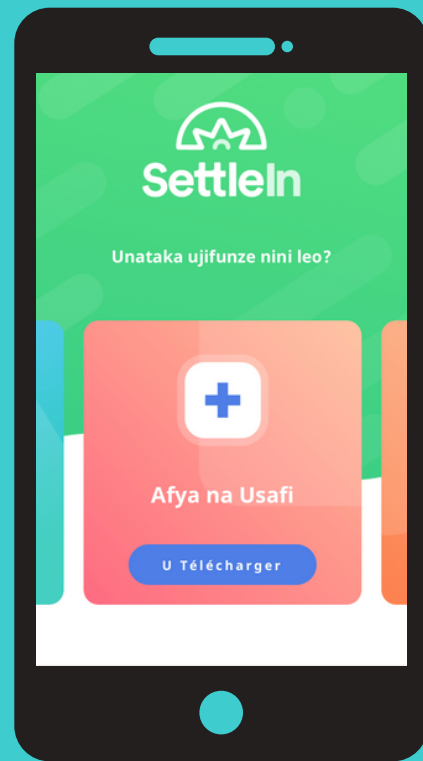 SettleIn
Unataka ujifunze nini leo?
Afya na Usafi
U Télécharger